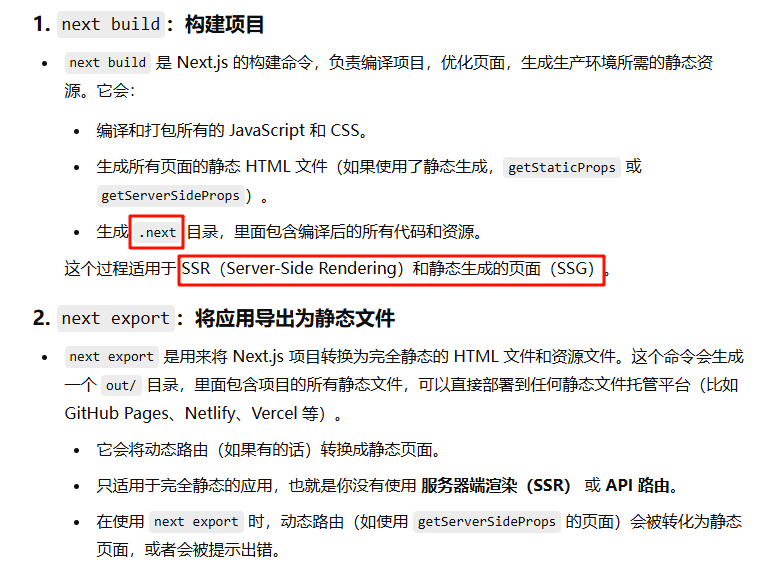 1. next build：构建项目
• next build 是 Next.js 的构建命令，负责编译项目，优化页面，生成生产环境所需的静态资
源。它会：
• 编译和打包所有的 JavaScript 和 CSS。
• 生成所有页面的静态 HTML 文件（如果使用了静态生成，getStaticProps 或
getServerSideProps）。
• 生成 .next 目录，里面包含编译后的所有代码和资源。
这个过程适用于 SSR（Server-Side Rendering）和静态生成的页面（SSG）。
2. next export：将应用导出为静态文件
• next export 是用来将 Next.js 项目转换为完全静态的 HTML 文件和资源文件。这个命令会生成
一个 out/ 目录，里面包含项目的所有静态文件，可以直接部署到任何静态文件托管平台（比如
GitHub Pages、Netlify、Vercel 等）。
• 它会将动态路由（如果有的话）转换成静态页面。
• 只适用于完全静态的应用，也就是你没有使用 服务器端渲染（SSR） 或 API 路由。
• 在使用 next export 时，动态路由（如使用 getServerSideProps 的页面）会被转化为静态
页面，或者会被提示出错。